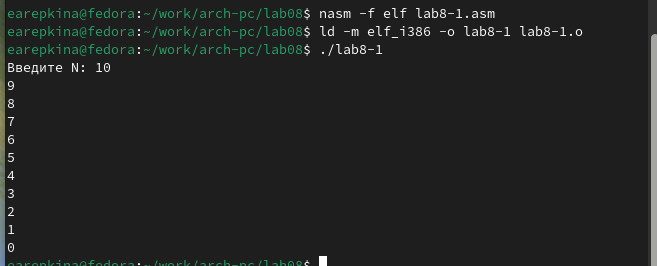 earepkina@fedora:~/work/arch-pc/lab08$ nasm -f elf lab8-1.asm
earepkina@fedora:~/work/arch-pc/lab08$ ld -m elf_i386 -o lab8-1 lab8-1.o
earepkina@fedora:~/work/arch-pc/lab08$ ./lab8-1
Введите N: 10
9
8
7
6
5
4
3
2
1
0
earepkina@fedora:~/work/arch-pc/lab08$